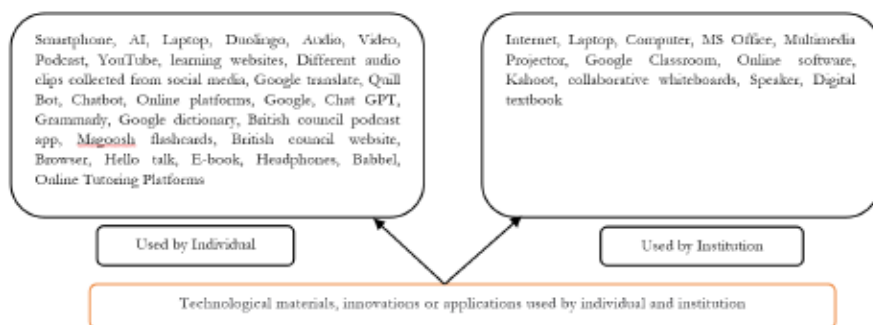 Smartphone, AI, Laptop, Duolingo, Audio, Video,
Podcast, YouTube, learning websites, Different audio
clips collected from social media, Google translate, Quill
Bot, Chatbot, Online platforms, Google, Chat GPT,
Grammarly, Google dictionary, British council podcast
app, Magoosh flashcards, British council website,
Browser, Hello talk, E-book, Headphones, Babbel,
Online Tutoring Platforms
Internet, Laptop, Computer, MS Office, Multimedia
Projector, Google Classroom, Online software,
Kahoot, collaborative whiteboards, Speaker, Digital
textbook
Used by Individual
Used by Institution
Technological materials, innovations or applications used by individual and institution